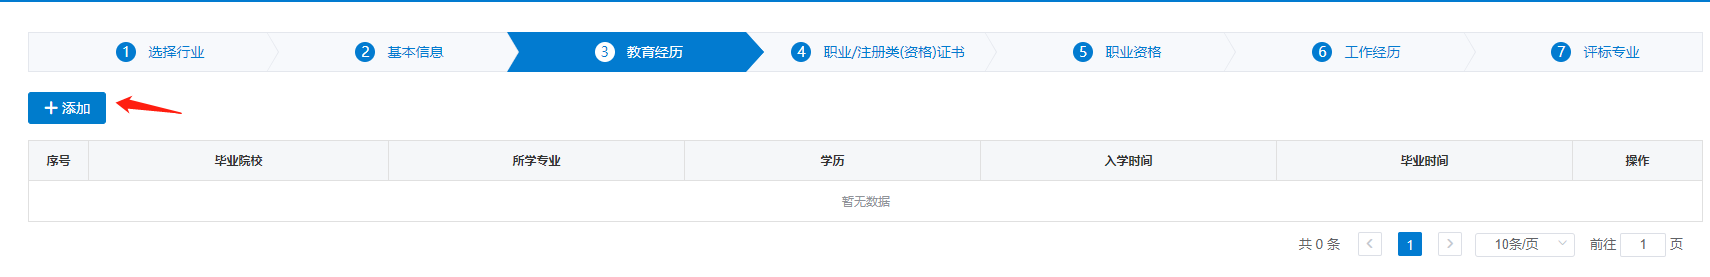 1 选择行业 2 基本信息 3 教育经历 4 职业/注册类(资格)证书 5 职业资格 6 工作经历 7 评标专业
添加
序号 毕业院校 所学专业 学历 入学时间 毕业时间 操作
暂无数据
共 0 条 1 10条/页 前往 1 页